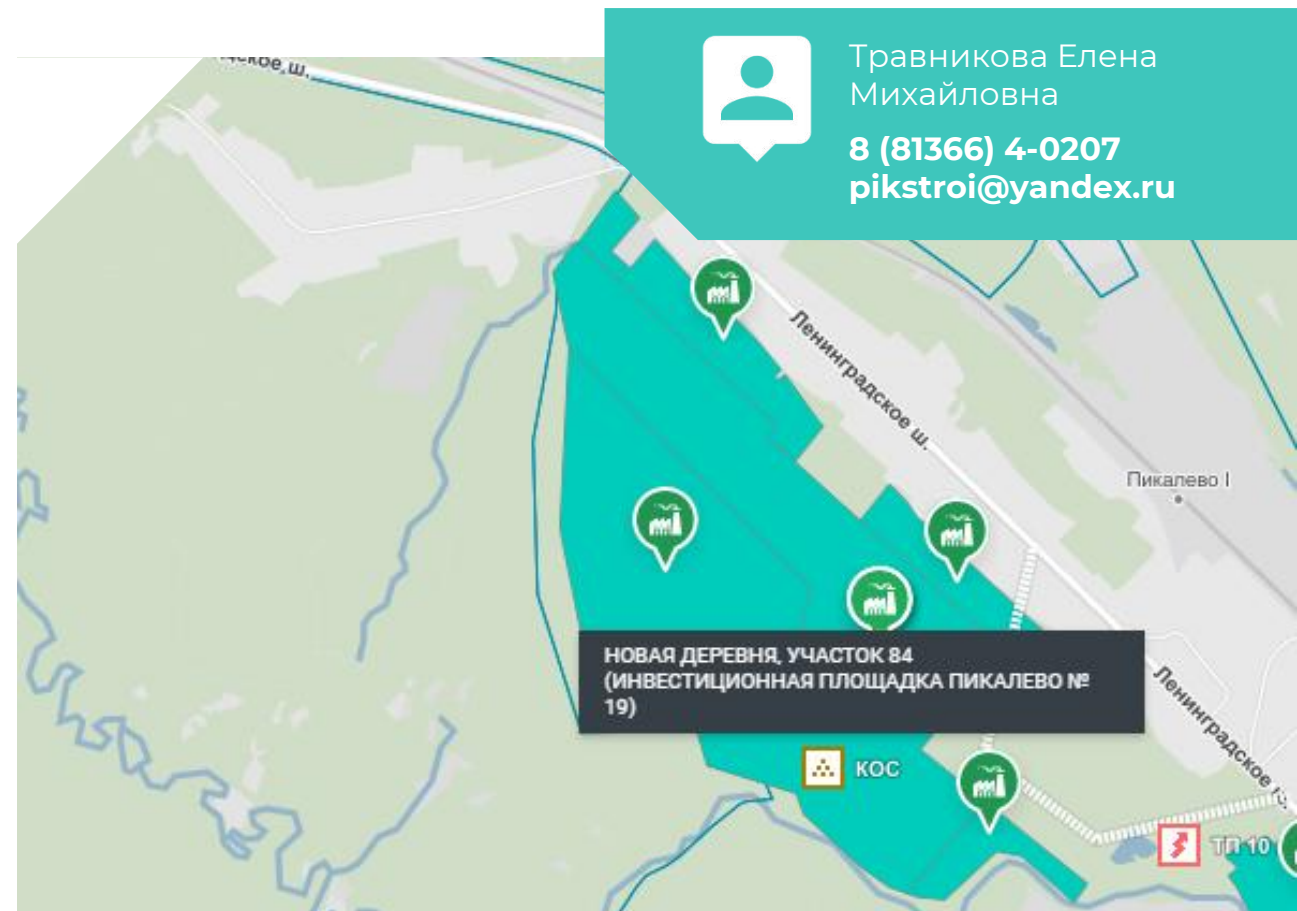 Травникова Елена
Михайловна
8 (81366) 4-0207
pikstroi@yandex.ru
ш.
Ленинградское ш.
Пикалево I
НОВАЯ ДЕРЕВНЯ, УЧАСТОК 84
(ИНВЕСТИЦИОННАЯ ПЛОЩАДКА ПИКАЛЕВО №
19)
Ленинградское
КОС
ТП 10